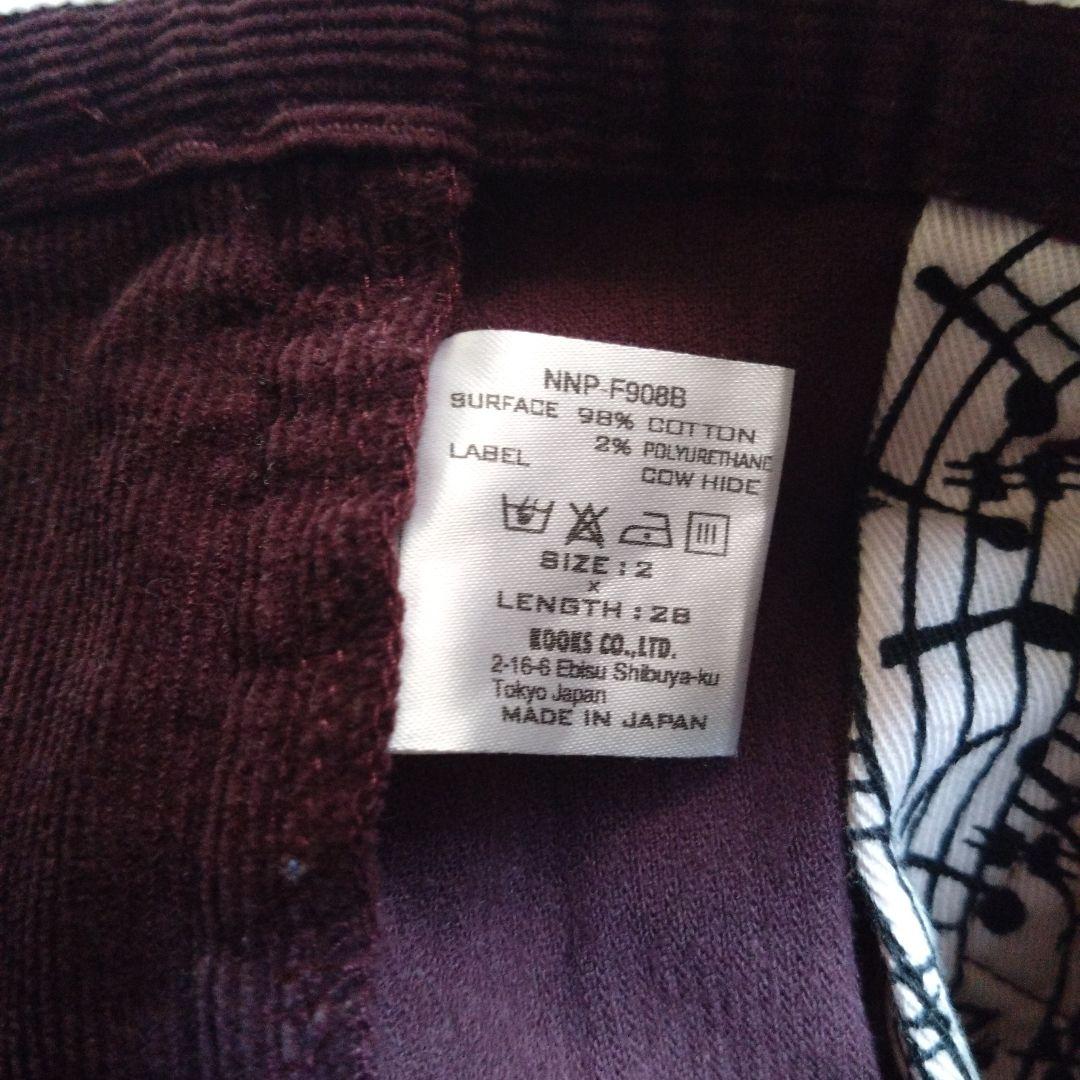 NNP-F908B
SURFACE 98% COTTON
2% POLYURETHANE
LABEL COW HIDE
SIZE : 2
x
LENGTH : 28
KOOKS CO.,LTD.
2-16-6 Ebisu Shibuya-ku
Tokyo Japan
MADE IN JAPAN